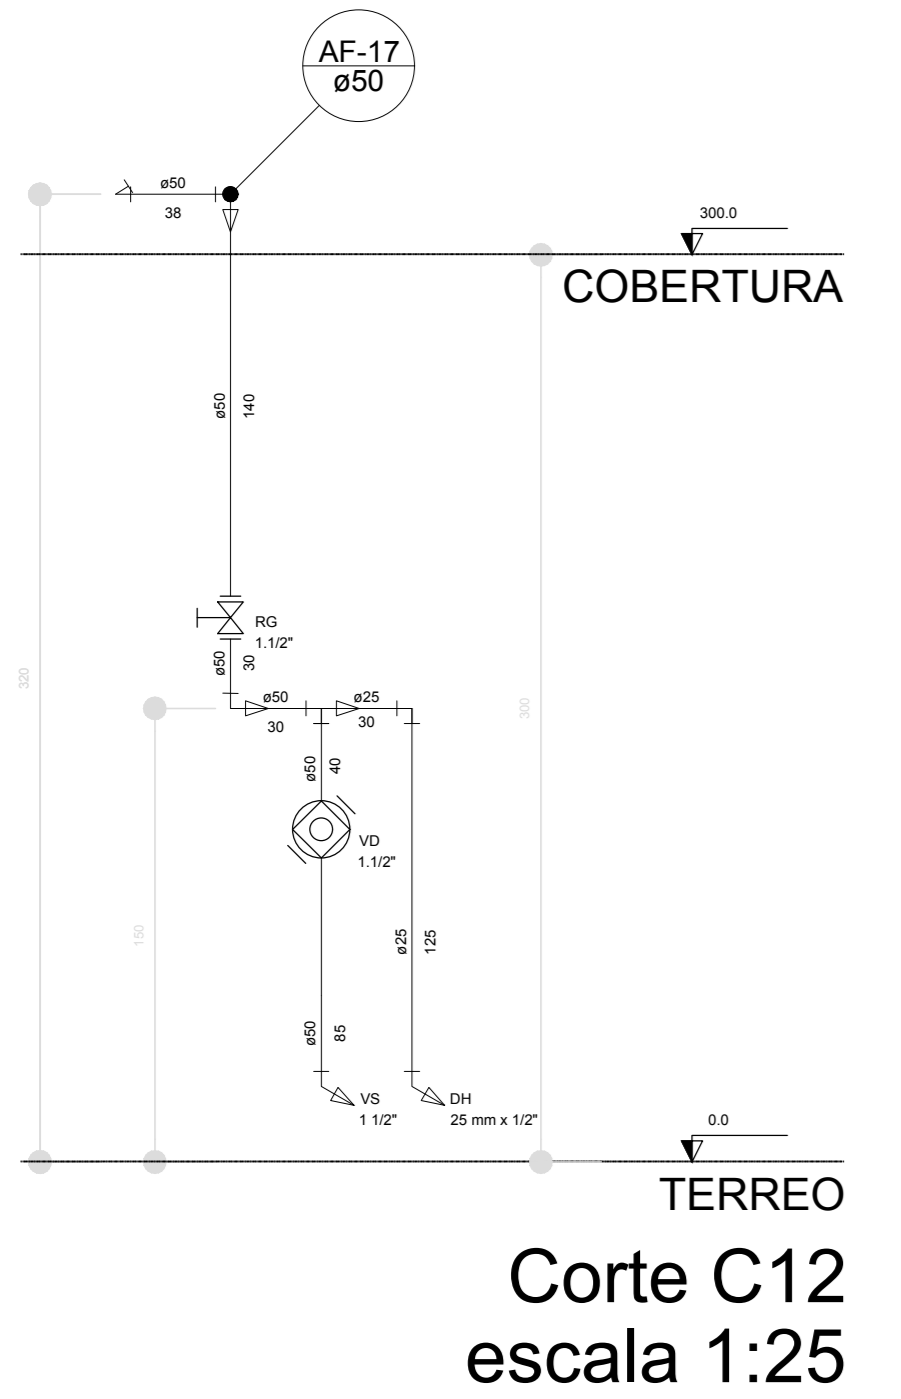 AF-17
ø50
ø50
38
300.0
COBERTURA
ø50
140
RG
1.1/2"
ø50
30
320
ø50
30
ø25
30
300
ø50
40
VD
1.1/2"
150
ø25
125
ø50
85
VS
1 1/2"
DH
25 mm x 1/2"
0.0
TERREO
Corte C12
escala 1:25